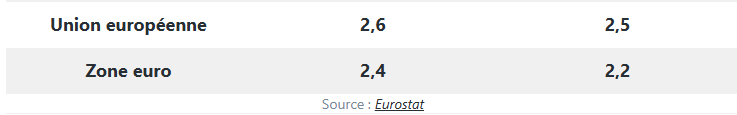 Union européenne 2,6 2,5
Zone euro 2,4 2,2
Source : Eurostat